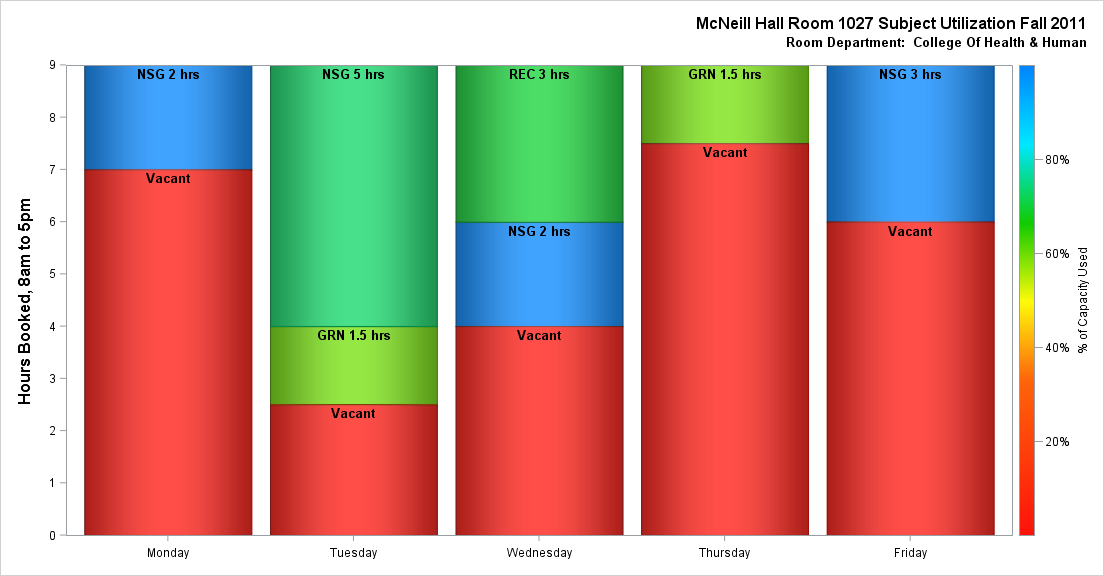 McNeill Hall Room 1027 Subject Utilization Fall 2011
Room Department:  College Of Health & Human
Hours Booked, 8am to 5pm
9
8
7
6
5
4
3
2
1
0
NSG 2 hrs
Vacant
NSG 5 hrs
GRN 1.5 hrs
Vacant
REC 3 hrs
NSG 2 hrs
Vacant
GRN 1.5 hrs
Vacant
NSG 3 hrs
Vacant
Monday
Tuesday
Wednesday
Thursday
Friday
80%
60%
40%
20%
% of Capacity Used